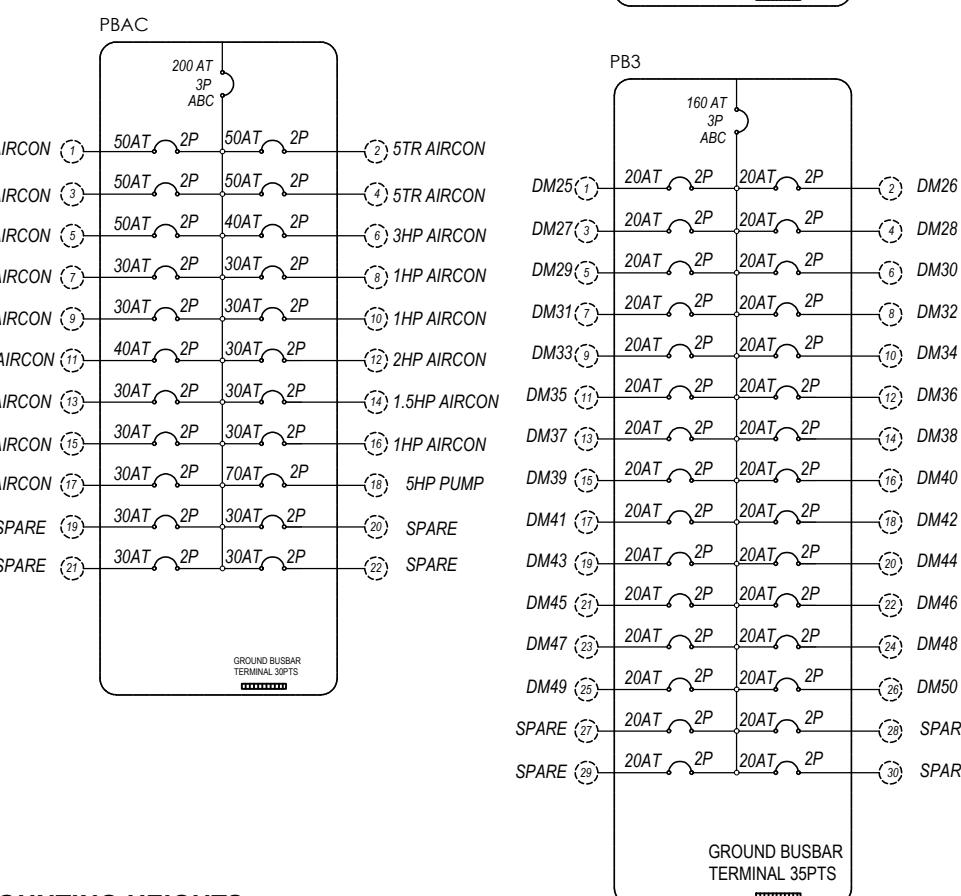 PBAC
200 AT
3P
ABC
AIRCON 1 50AT 2P 50AT 2P 2 5TR AIRCON
AIRCON 3 50AT 2P 50AT 2P 4 5TR AIRCON
AIRCON 5 50AT 2P 40AT 2P 6 3HP AIRCON
AIRCON 7 30AT 2P 30AT 2P 8 1HP AIRCON
AIRCON 9 30AT 2P 30AT 2P 10 1HP AIRCON
AIRCON 11 40AT 2P 30AT 2P 12 2HP AIRCON
AIRCON 13 30AT 2P 30AT 2P 14 1.5HP AIRCON
AIRCON 15 30AT 2P 30AT 2P 16 1HP AIRCON
AIRCON 17 30AT 2P 70AT 2P 18 5HP PUMP
SPARE 19 30AT 2P 30AT 2P 20 SPARE
SPARE 21 30AT 2P 30AT 2P 22 SPARE
GROUND BUSBAR
TERMINAL 30PTS
PB3
160 AT
3P
ABC
DM25 1 20AT 2P 20AT 2P 2 DM26
DM27 3 20AT 2P 20AT 2P 4 DM28
DM29 5 20AT 2P 20AT 2P 6 DM30
DM31 7 20AT 2P 20AT 2P 8 DM32
DM33 9 20AT 2P 20AT 2P 10 DM34
DM35 11 20AT 2P 20AT 2P 12 DM36
DM37 13 20AT 2P 20AT 2P 14 DM38
DM39 15 20AT 2P 20AT 2P 16 DM40
DM41 17 20AT 2P 20AT 2P 18 DM42
DM43 19 20AT 2P 20AT 2P 20 DM44
DM45 21 20AT 2P 20AT 2P 22 DM46
DM47 23 20AT 2P 20AT 2P 24 DM48
DM49 25 20AT 2P 20AT 2P 26 DM50
SPARE 27 20AT 2P 20AT 2P 28 SPAR
SPARE 29 20AT 2P 20AT 2P 30 SPAR
GROUND BUSBAR
TERMINAL 35PTS